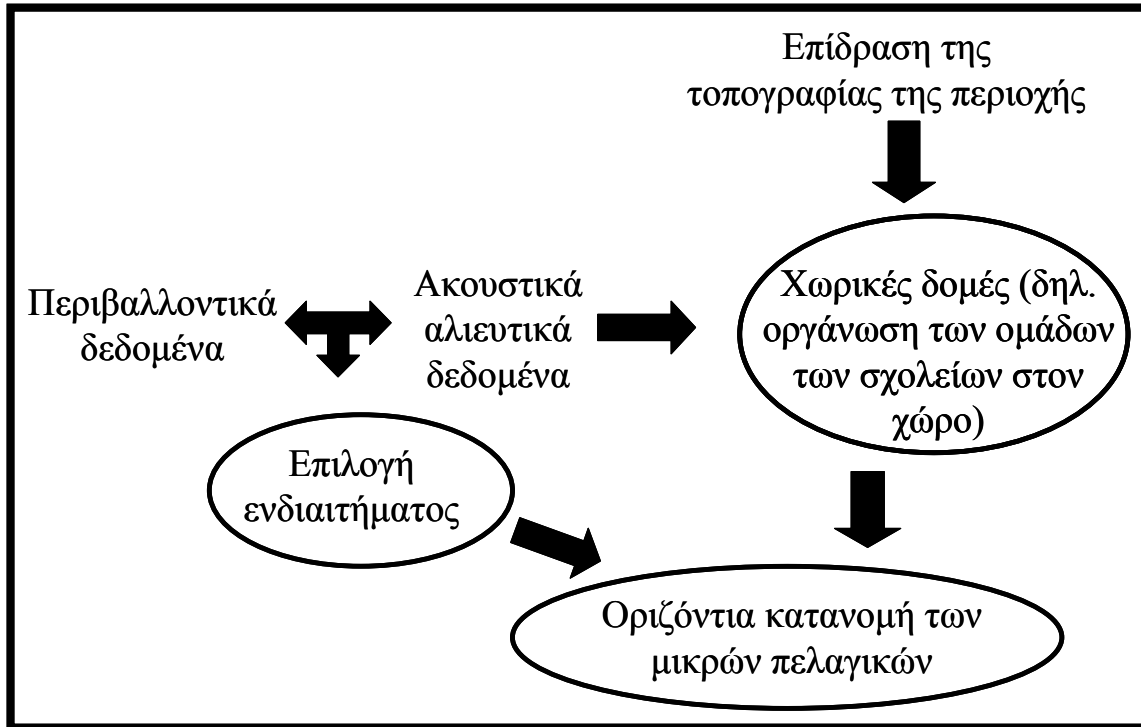 Επίδραση της
τοπογραφίας της περιοχής
Περιβαλλοντικά
δεδομένα
Ακουστικά
αλιευτικά
δεδομένα
Χωρικές δομές (δηλ.
οργάνωση των ομάδων
των σχολείων στον
χώρο)
Επιλογή
ενδιαιτήματος
Οριζόντια κατανομή των
μικρών πελαγικών